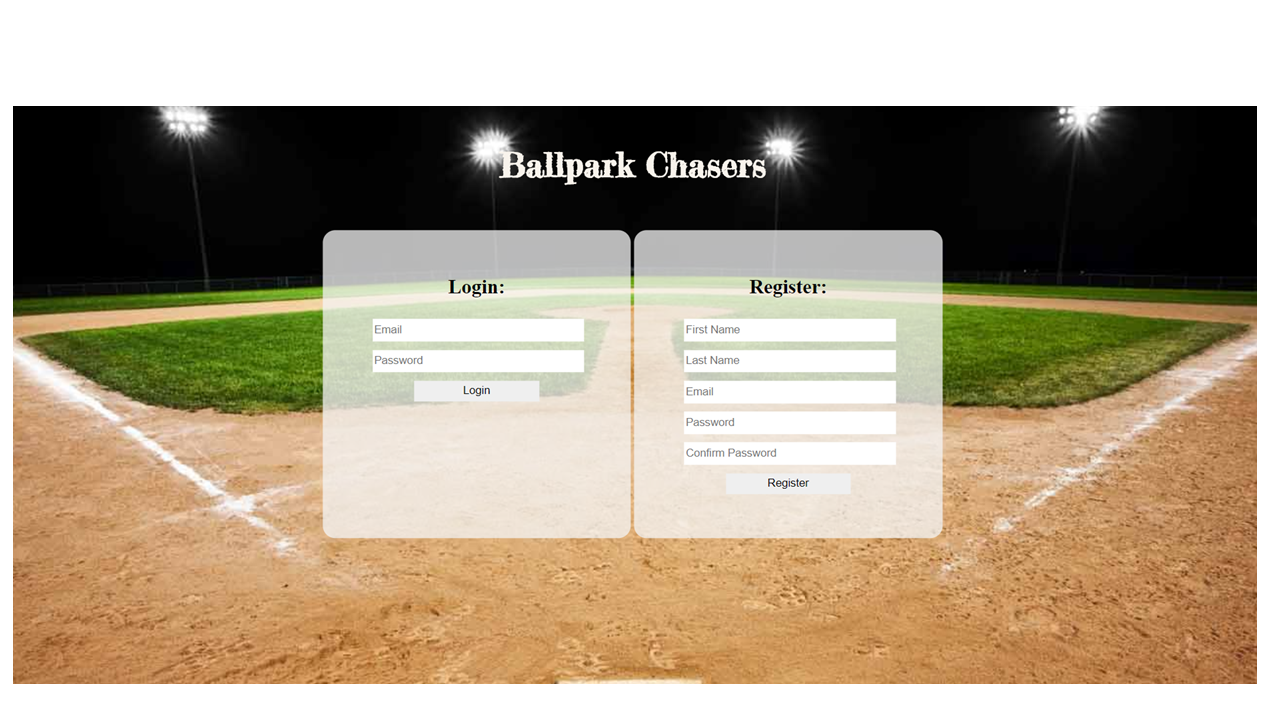 Ballpark Chasers
Login:
Email
Password
Login
Register:
First Name
Last Name
Email
Password
Confirm Password
Register